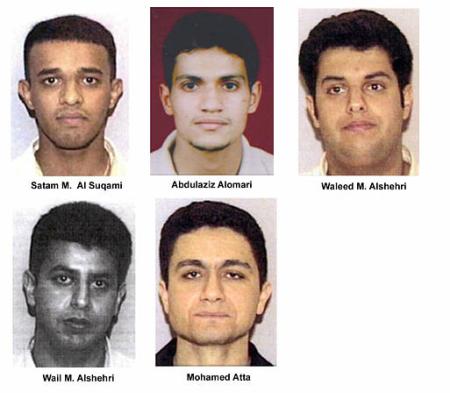 Satam M. Al Suqami
Abdulaziz Alomari
Waleed M. Alshehri
Wail M. Alshehri
Mohamed Atta